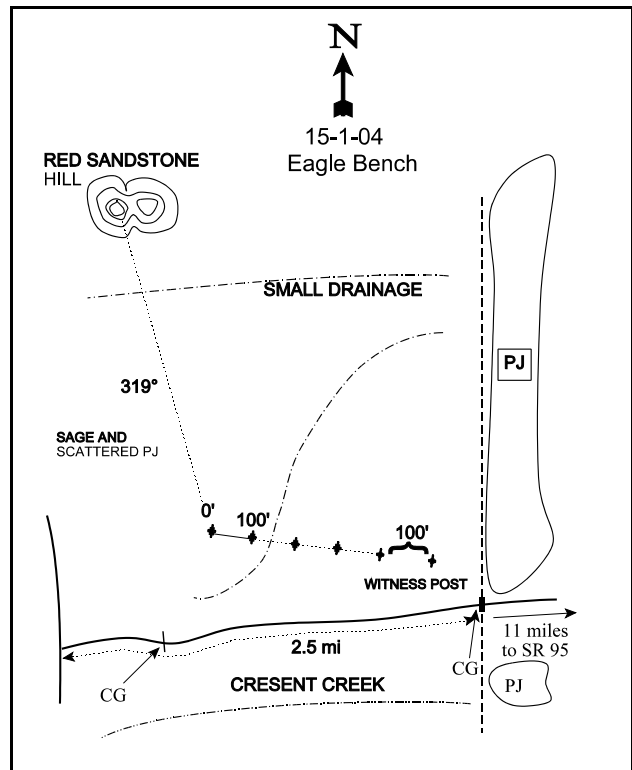 N
15-1-04
Eagle Bench
RED SANDSTONE
HILL
SMALL DRAINAGE
PJ
319°
SAGE AND
SCATTERED PJ
0'
100'
100'
WITNESS POST
11 miles
to SR 95
2.5 mi
CG
CG
CRESENT CREEK
PJ